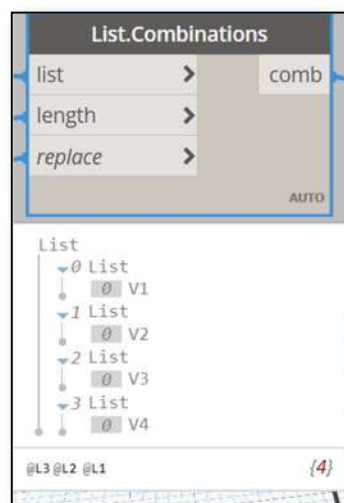 List.Combinations
list > comb
length >
replace >
AUTO
List
0 List
0 V1
1 List
0 V2
2 List
0 V3
3 List
0 V4
@L3 @L2 @L1 {4}